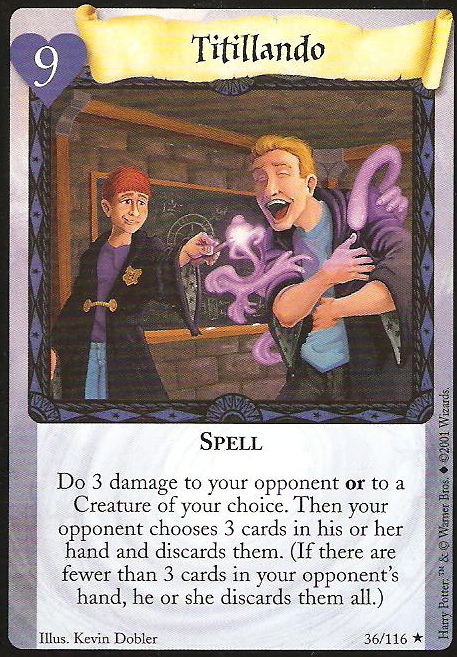 9
Titillando
SPELL
Do 3 damage to your opponent or to a
Creature of your choice. Then your
opponent chooses 3 cards in his or her
hand and discards them. (If there are
fewer than 3 cards in your opponent's
hand, he or she discards them all.)
Illus. Kevin Dobler
36/116 ★
Harry Potter, ™ & © Warner Bros. ◆ ©2001 Wizards.